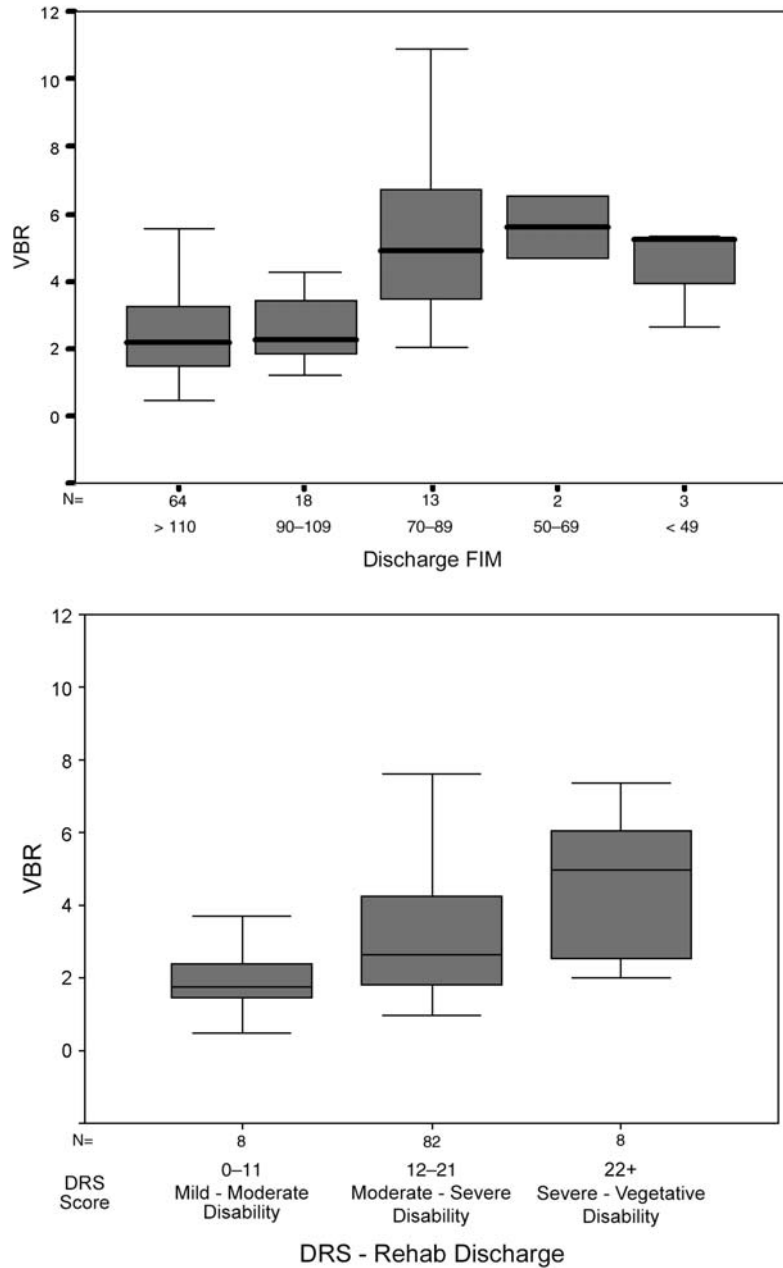 12
10
8
6
4
2
0
VBR
N= 64 18 13 2 3
> 110 90–109 70–89 50–69 < 49
Discharge FIM
12
10
8
6
4
2
0
VBR
N= 8 82 8
DRS Score 0–11 12–21 22+
Mild - Moderate Moderate - Severe Severe - Vegetative
Disability Disability Disability
DRS - Rehab Discharge